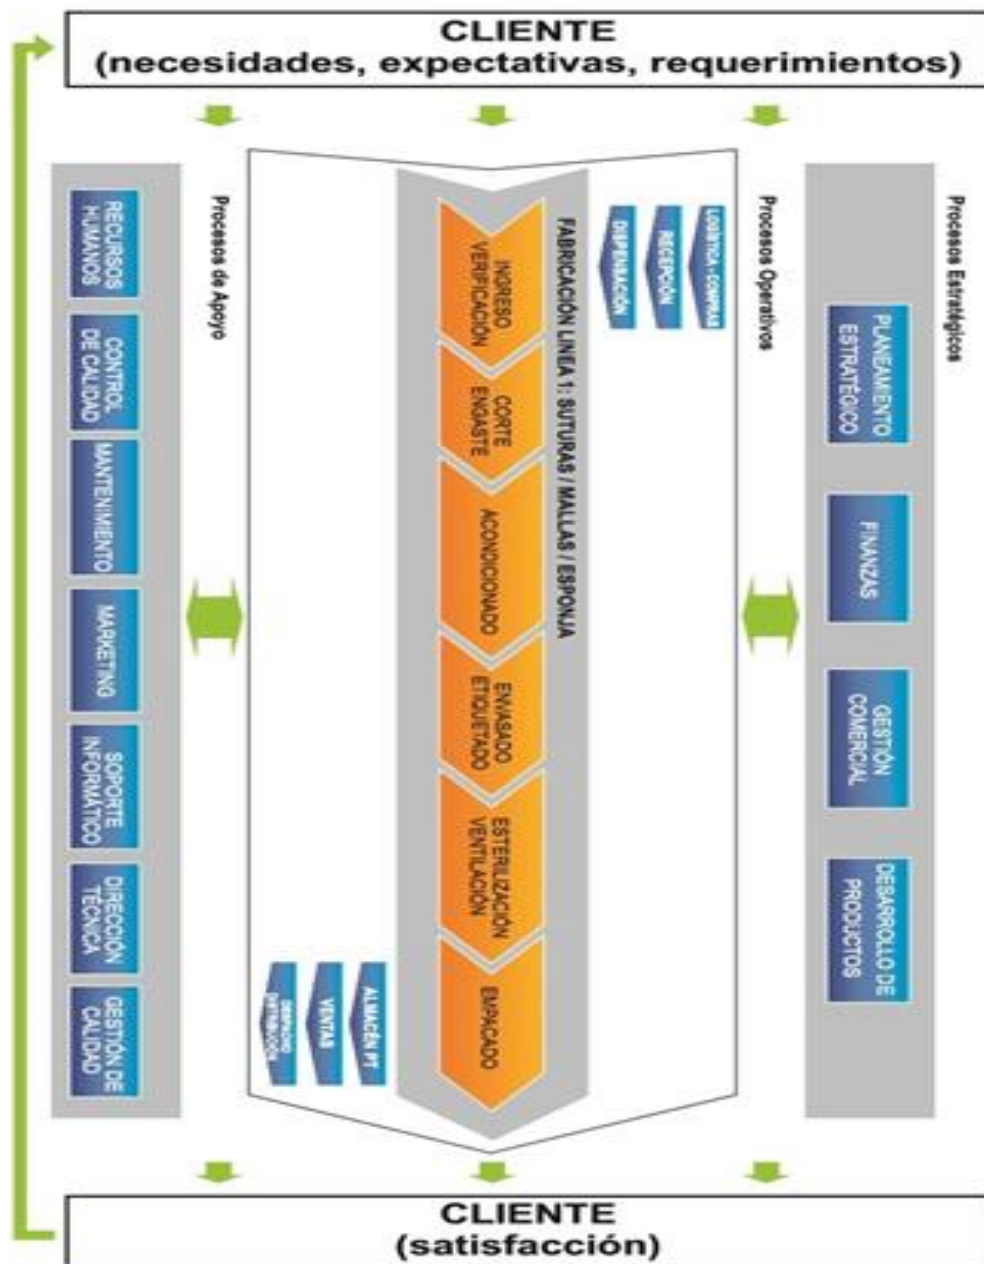 CLIENTE
(necesidades, expectativas, requerimientos)
Procesos Estratégicos
PLANEAMIENTO
ESTRATÉGICO
FINANZAS
GESTIÓN
COMERCIAL
DESARROLLO DE
PRODUCTOS
Procesos Operativos
LOGÍSTICA - COMPRAS
RECEPCIÓN
DISPENSACIÓN
FABRICACIÓN LINEA 1: SUTURAS / MALLAS / ESPONJA
INGRESO
VERIFICACIÓN
CORTE
ENGASTE
ACONDICIONADO
ENVASADO
ETIQUETADO
ESTERILIZACIÓN
VENTILACIÓN
EMPACADO
ALMACÉN PT
VENTAS
DESPACHO
DISTRIBUCIÓN
Procesos de Apoyo
RECURSOS
HUMANOS
CONTROL
DE CALIDAD
MANTENIMIENTO
MARKETING
SOPORTE
INFORMÁTICO
DIRECCIÓN
TÉCNICA
GESTIÓN DE
CALIDAD
CLIENTE
(satisfacción)